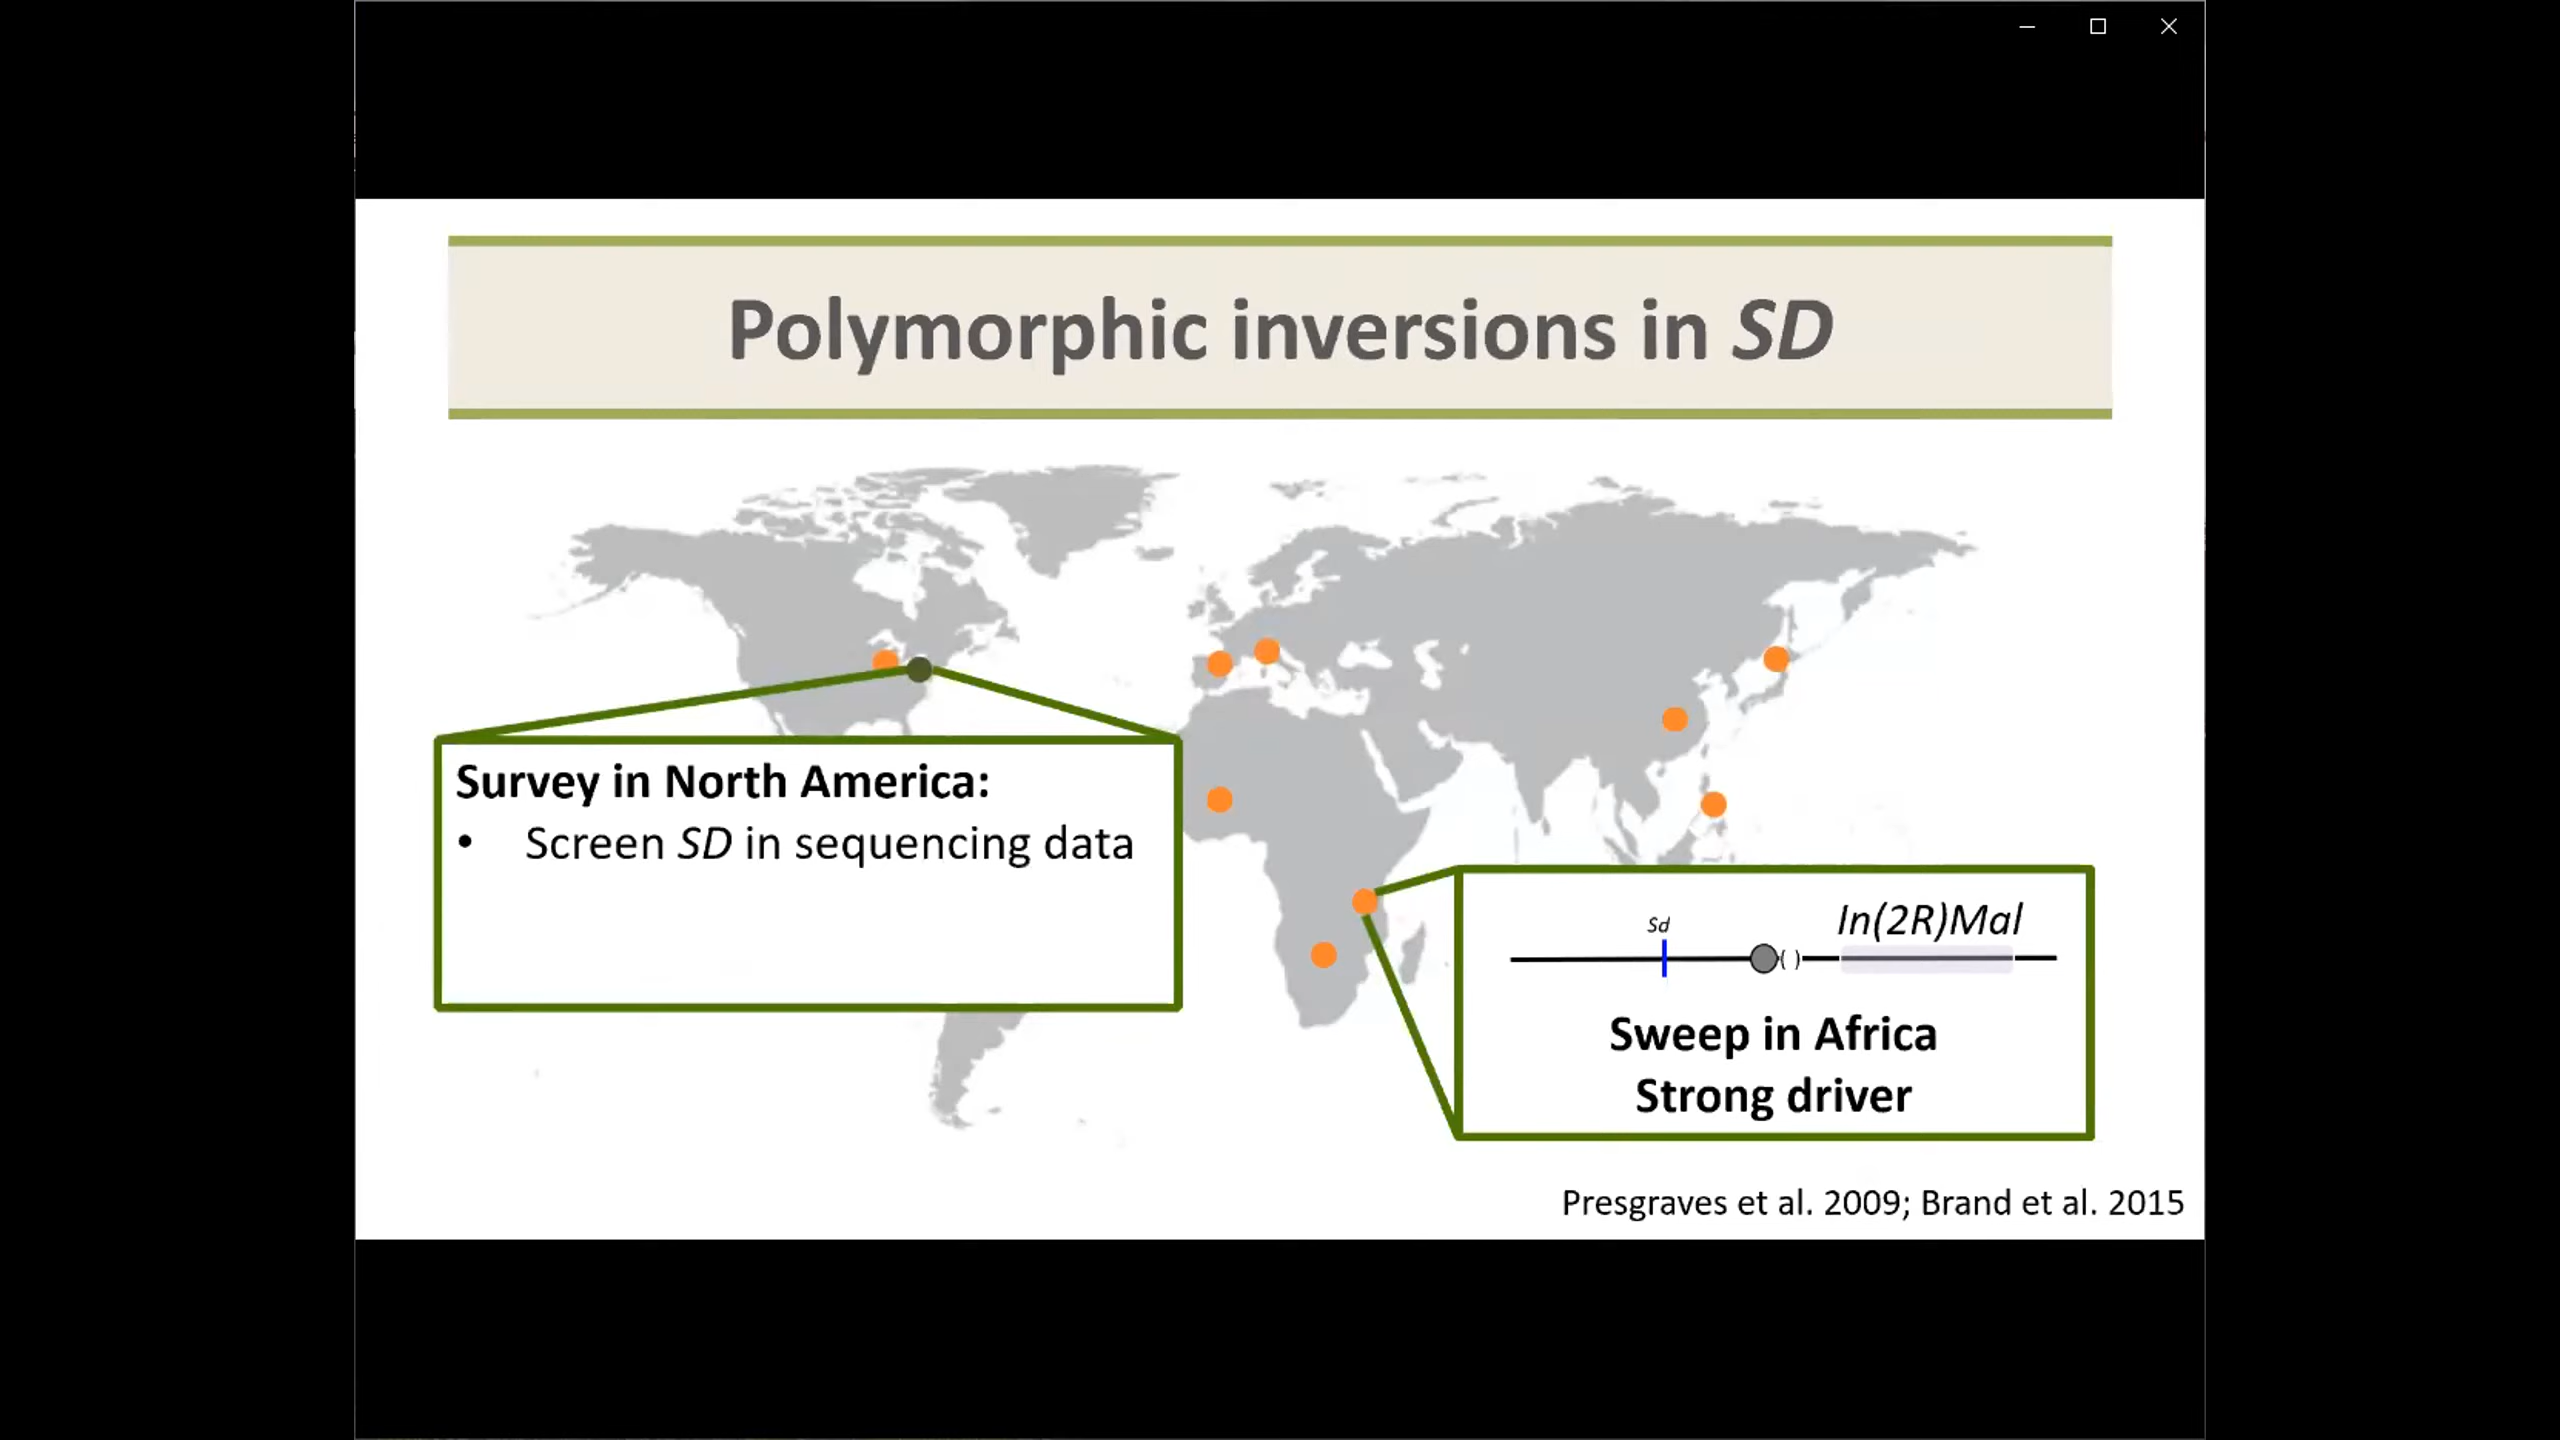 Polymorphic inversions in SD
Survey in North America:
• Screen SD in sequencing data
Sd
In(2R)Mal
( )
Sweep in Africa
Strong driver
Presgraves et al. 2009; Brand et al. 2015